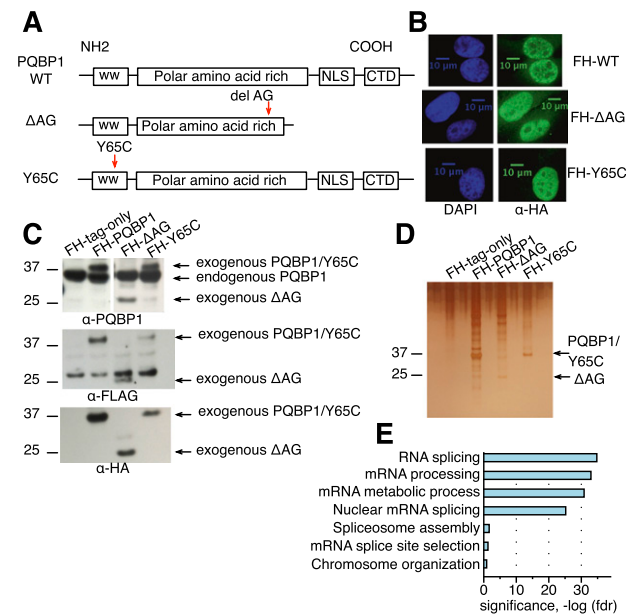 A
NH2 COOH
PQBP1
WT
WW Polar amino acid rich NLS CTD
del AG
ΔAG WW Polar amino acid rich
Y65C
Y65C WW Polar amino acid rich NLS CTD
B
10 µm 10 µm FH-WT
10 µm 10 µm FH-ΔAG
10 µm 10 µm FH-Y65C
DAPI α-HA
C
FH-tag-only FH-PQBP1 FH-ΔAG FH-Y65C
37 exogenous PQBP1/Y65C
endogenous PQBP1
25 exogenous ΔAG
α-PQBP1
37 exogenous PQBP1/Y65C
25 exogenous ΔAG
α-FLAG
37 exogenous PQBP1/Y65C
25 exogenous ΔAG
α-HA
D
FH-tag-only FH-PQBP1 FH-ΔAG FH-Y65C
37 PQBP1/
Y65C
25 ΔAG
E
RNA splicing
mRNA processing
mRNA metabolic process
Nuclear mRNA splicing
Spliceosome assembly
mRNA splice site selection
Chromosome organization
0 10 20 30
significance, -log (fdr)